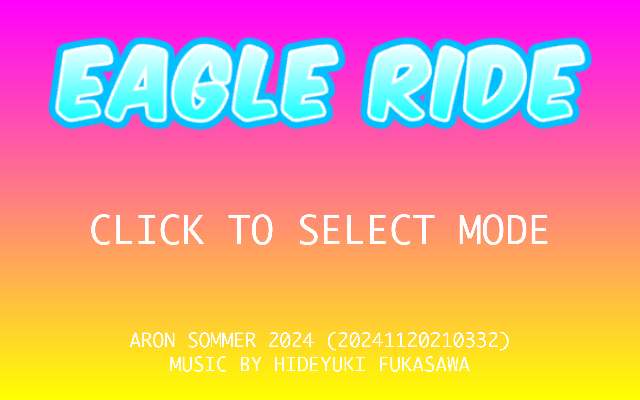 EAGLE RIDE
CLICK TO SELECT MODE
ARON SOMMER 2024 (20241120210332)
MUSIC BY HIDEYUKI FUKASAWA